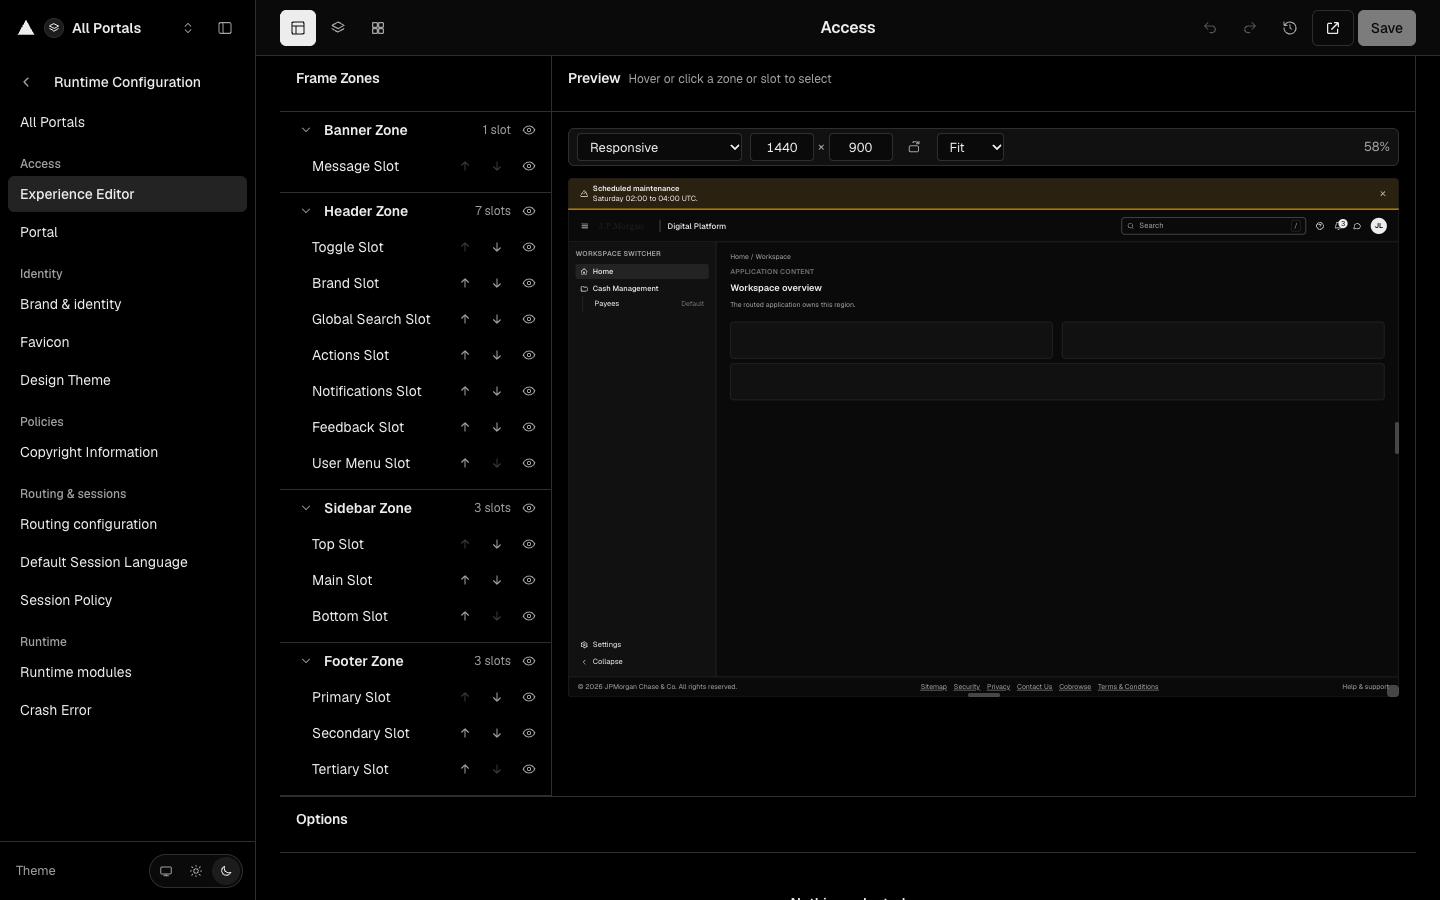 All Portals
Access
Save
Runtime Configuration
All Portals
Access
Experience Editor
Portal
Identity
Brand & identity
Favicon
Design Theme
Policies
Copyright Information
Routing & sessions
Routing configuration
Default Session Language
Session Policy
Runtime
Runtime modules
Crash Error
Theme
Frame Zones
Banner Zone 1 slot
Message Slot
Header Zone 7 slots
Toggle Slot
Brand Slot
Global Search Slot
Actions Slot
Notifications Slot
Feedback Slot
User Menu Slot
Sidebar Zone 3 slots
Top Slot
Main Slot
Bottom Slot
Footer Zone 3 slots
Primary Slot
Secondary Slot
Tertiary Slot
Preview Hover or click a zone or slot to select
Responsive 1440 × 900 Fit 58%
Scheduled maintenance
Saturday 02:00 to 04:00 UTC.
J.P.Morgan Digital Platform Search / 3 JL
WORKSPACE SWITCHER
Home
Cash Management
Payees Default
Settings
Collapse
Home / Workspace
APPLICATION CONTENT
Workspace overview
The routed application owns this region.
© 2026 JPMorgan Chase & Co. All rights reserved. Sitemap Security Privacy Contact Us Cobrowse Terms & Conditions Help & support
Options